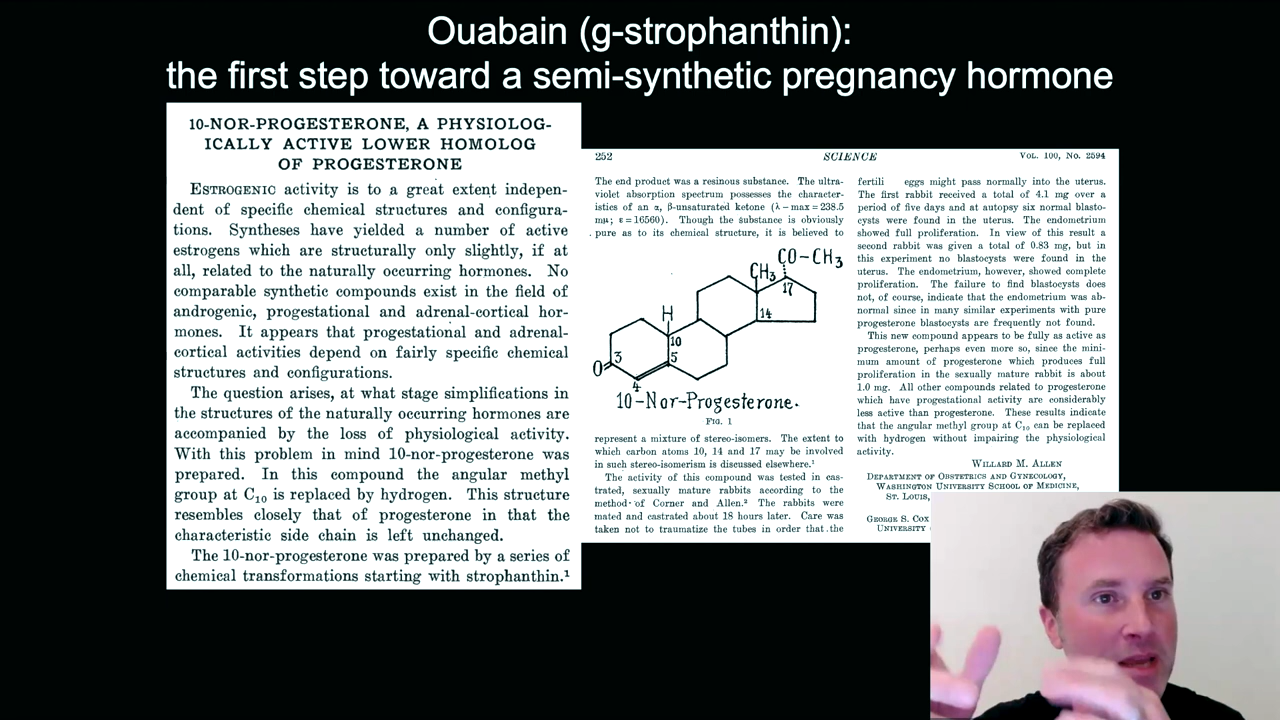 Ouabain (g-strophanthin):
the first step toward a semi-synthetic pregnancy hormone
10-NOR-PROGESTERONE, A PHYSIOLOG-
ICALLY ACTIVE LOWER HOMOLOG
OF PROGESTERONE
ESTROGENIC activity is to a great extent indepen-
dent of specific chemical structures and configura-
tions. Syntheses have yielded a number of active
estrogens which are structurally only slightly, if at
all, related to the naturally occurring hormones. No
comparable synthetic compounds exist in the field of
androgenic, progestational and adrenal-cortical hor-
mones. It appears that progestational and adrenal-
cortical activities depend on fairly specific chemical
structures and configurations.
The question arises, at what stage simplifications in
the structures of the naturally occurring hormones are
accompanied by the loss of physiological activity.
With this problem in mind 10-nor-progesterone was
prepared. In this compound the angular methyl
group at C₁₀ is replaced by hydrogen. This structure
resembles closely that of progesterone in that the
characteristic side chain is left unchanged.
The 10-nor-progesterone was prepared by a series of
chemical transformations starting with strophanthin.¹
252 SCIENCE VOL. 100, No. 2594
The end product was a resinous substance. The ultra-
violet absorption spectrum possesses the character-
istics of an α, β-unsaturated ketone (λ – max = 238.5
mμ; ε = 16560). Though the substance is obviously
pure as to its chemical structure, it is believed to
CO-CH₃
CH₃
17
14
H
10
3
5
O
4
10-Nor-Progesterone.
FIG. 1
represent a mixture of stereo-isomers. The extent to
which carbon atoms 10, 14 and 17 may be involved
in such stereo-isomerism is discussed elsewhere.¹
The activity of this compound was tested in cas-
trated, sexually mature rabbits according to the
method of Corner and Allen.² The rabbits were
mated and castrated about 18 hours later. Care was
taken not to traumatize the tubes in order that the
fertili eggs might pass normally into the uterus.
The first rabbit received a total of 4.1 mg over a
period of five days and at autopsy six normal blasto-
cysts were found in the uterus. The endometrium
showed full proliferation. In view of this result a
second rabbit was given a total of 0.83 mg, but in
this experiment no blastocysts were found in the
uterus. The endometrium, however, showed complete
proliferation. The failure to find blastocysts does
not, of course, indicate that the endometrium was ab-
normal since in many similar experiments with pure
progesterone blastocysts are frequently not found.
This new compound appears to be fully as active as
progesterone, perhaps even more so, since the mini-
mum amount of progesterone which produces full
proliferation in the sexually mature rabbit is about
1.0 mg. All other compounds related to progesterone
which have progestational activity are considerably
less active than progesterone. These results indicate
that the angular methyl group at C₁₀ can be replaced
with hydrogen without impairing the physiological
activity.
WILLARD M. ALLEN
DEPARTMENT OF OBSTETRICS AND GYNECOLOGY,
WASHINGTON UNIVERSITY SCHOOL OF MEDICINE,
ST. LOUIS,
GEORGE S. COX
UNIVERSITY